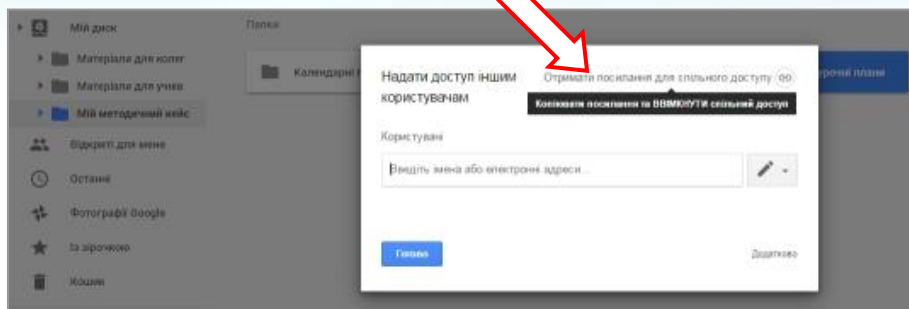 Мій диск
Папки
Матеріали для колег
Матеріали для учнів
Мій методичний кейс
Відкриті для мене
Останні
Фотографії Google
Із зірочкою
Кошик
Календарні
урочні плани
Надати доступ іншим
користувачам
Отримати посилання для спільного доступу
Копіювати посилання та ВВІМКНУТИ спільний доступ
Користувачі
Введіть імена або електронні адреси...
Готово
Додатково